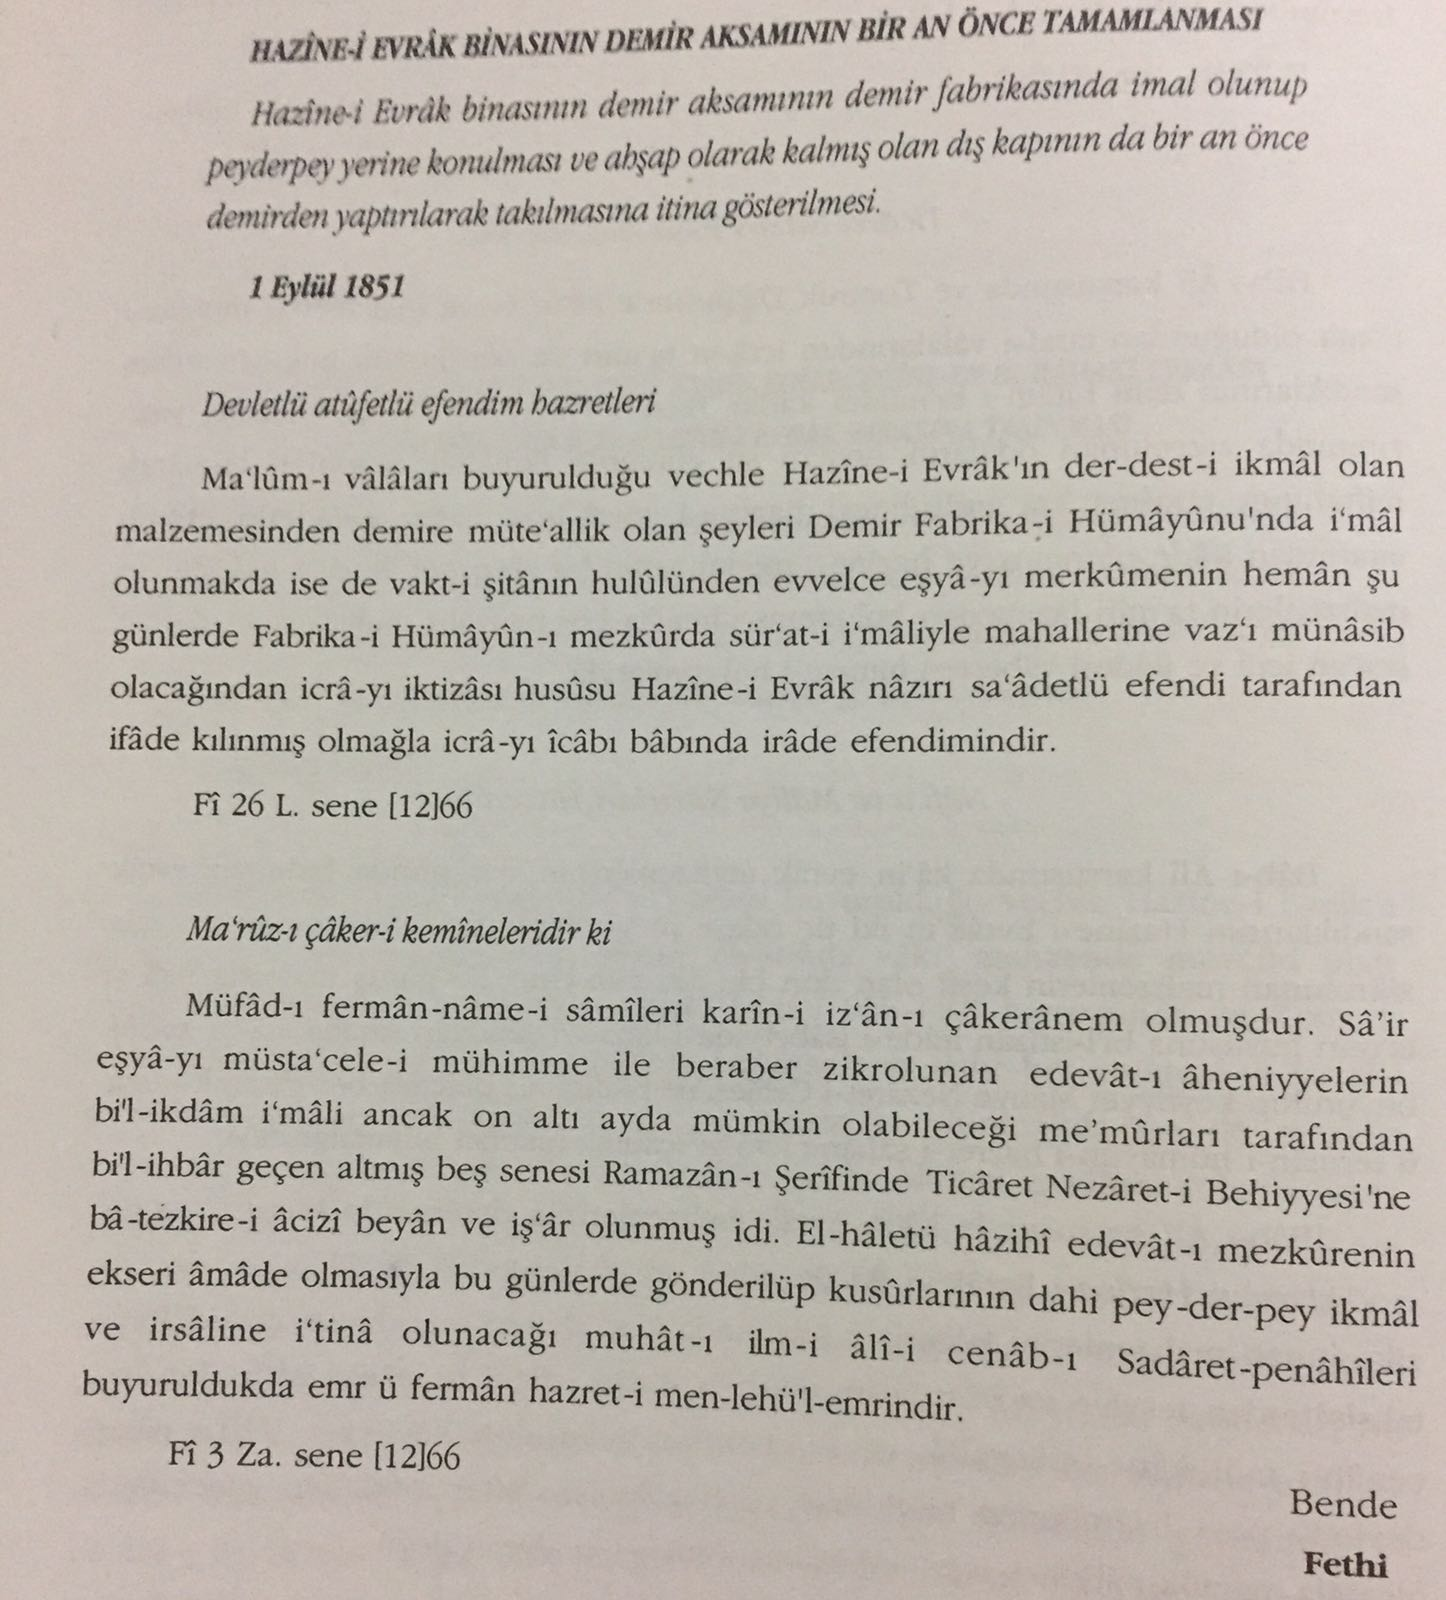 HAZÎNE-İ EVRÂK BİNASININ DEMİR AKSAMININ BİR AN ÖNCE TAMAMLANMASI
Hazîne-i Evrâk binasının demir aksamının demir fabrikasında imal olunup
peyderpey yerine konulması ve ahşap olarak kalmış olan dış kapının da bir an önce
demirden yaptırılarak takılmasına itina gösterilmesi.
1 Eylül 1851
Devletlü atûfetlü efendim hazretleri
Ma‘lûm-ı vâlâları buyurulduğu vechle Hazîne-i Evrâk'ın der-dest-i ikmâl olan
malzemesinden demire müte‘allik olan şeyleri Demir Fabrika-i Hümâyûnu'nda i‘mâl
olunmakda ise de vakt-i şitânın hulûlünden evvelce eşyâ-yı merkûmenin hemân şu
günlerde Fabrika-i Hümâyûn-ı mezkûrda sür‘at-i i‘mâliyle mahallerine vaz‘ı münâsib
olacağından icrâ-yı iktizâsı husûsu Hazîne-i Evrâk nâzırı sa‘âdetlü efendi tarafından
ifâde kılınmış olmağla icrâ-yı îcâbı bâbında irâde efendimindir.
Fî 26 L. sene [12]66
Ma‘rûz-ı çâker-i kemîneleridir ki
Müfâd-ı fermân-nâme-i sâmîleri karîn-i iz‘ân-ı çâkerânem olmuşdur. Sâ’ir
eşyâ-yı müsta‘cele-i mühimme ile beraber zikrolunan edevât-ı âheniyyelerin
bi'l-ikdâm i‘mâli ancak on altı ayda mümkin olabileceği me’mûrları tarafından
bi'l-ihbâr geçen altmış beş senesi Ramazân-ı Şerîfinde Ticâret Nezâret-i Behiyyesi'ne
bâ-tezkire-i âcizî beyân ve iş‘âr olunmuş idi. El-hâletü hâzihî edevât-ı mezkûrenin
ekseri âmâde olmasıyla bu günlerde gönderilüp kusûrlarının dahi pey-der-pey ikmâl
ve irsâline i‘tinâ olunacağı muhât-ı ilm-i âlî-i cenâb-ı Sadâret-penâhîleri
buyuruldukda emr ü fermân hazret-i men-lehü'l-emrindir.
Fî 3 Za. sene [12]66
Bende
Fethi